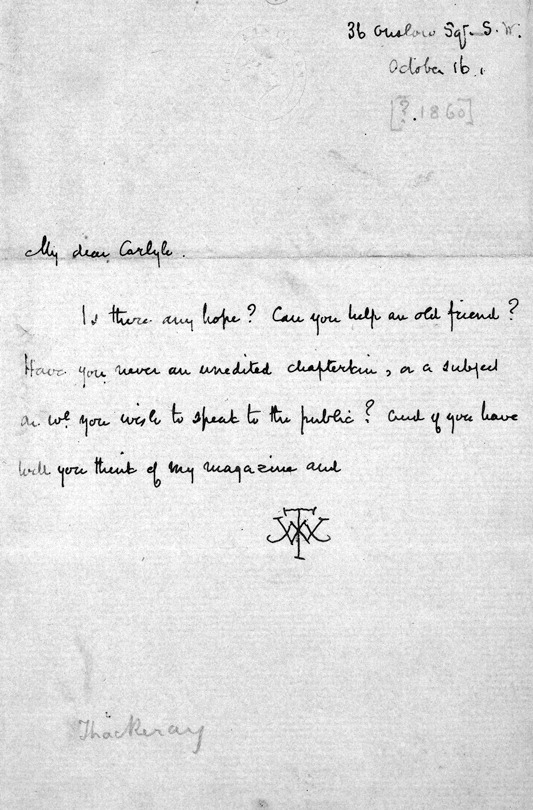 36 Onslow Sqr. S.W.
October 16.
[?.1860]
My dear Carlyle.
Is there any hope? Can you help an old friend?
Have you never an unedited chapterkin, or a subject
on wh. you wish to speak to the public? And if you have
will you think of my magazine and
WMT
Thackeray